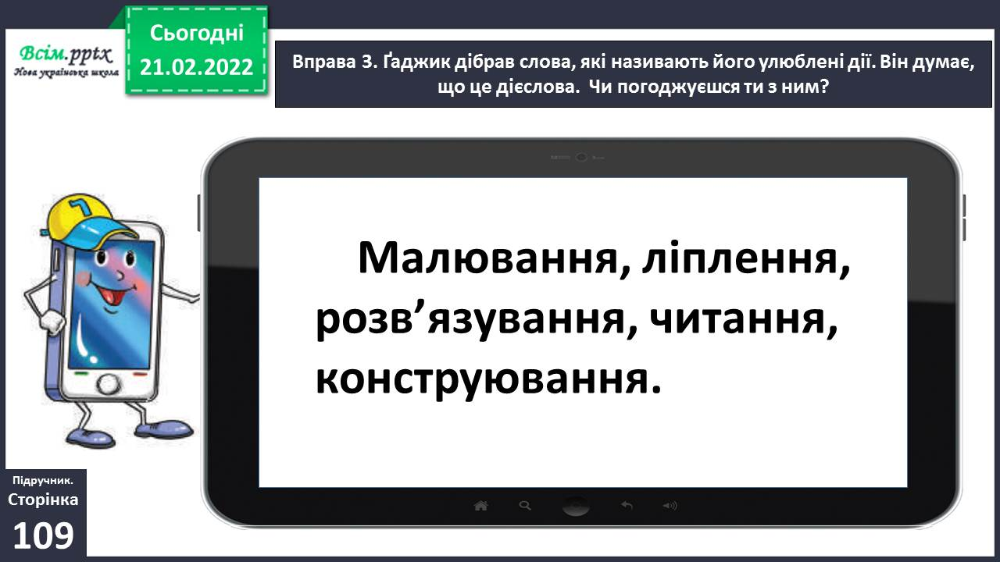 Всім.pptx
Нова українська школа
Сьогодні
21.02.2022
Вправа 3. Ґаджик дібрав слова, які називають його улюблені дії. Він думає,
що це дієслова. Чи погоджуєшся ти з ним?
Малювання, ліплення,
розв’язування, читання,
конструювання.
Підручник.
Сторінка
109